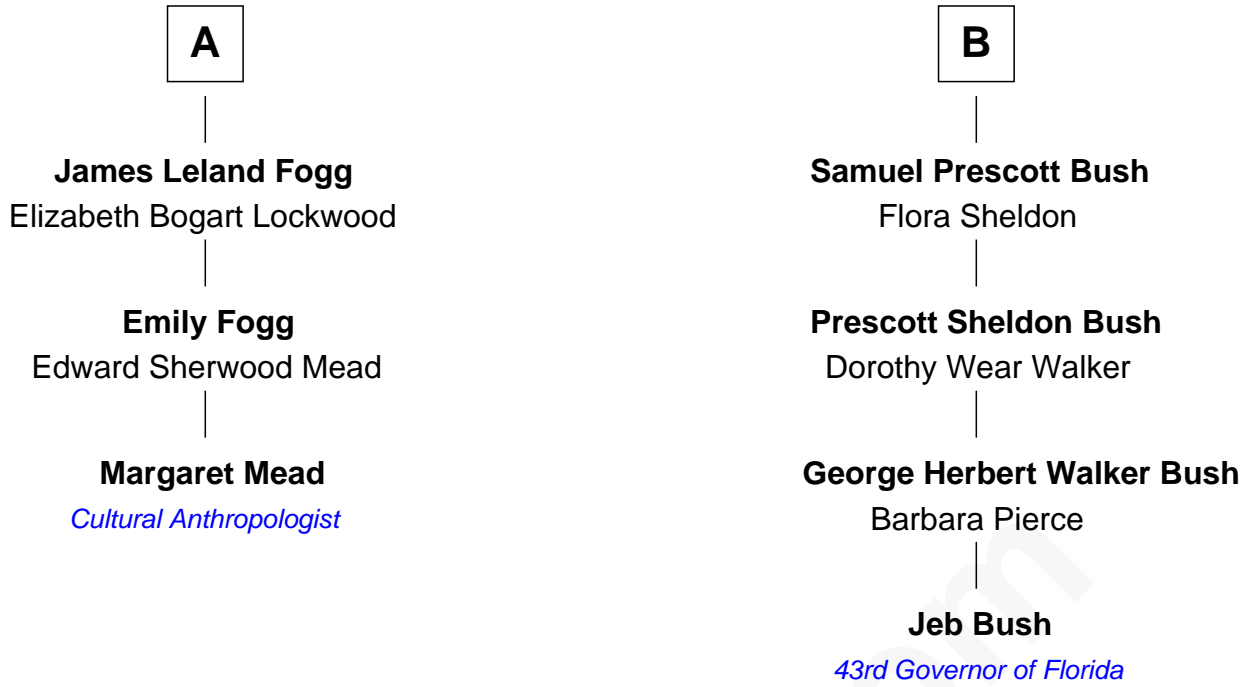 A
James Leland Fogg
Elizabeth Bogart Lockwood
Emily Fogg
Edward Sherwood Mead
Margaret Mead
Cultural Anthropologist
B
Samuel Prescott Bush
Flora Sheldon
Prescott Sheldon Bush
Dorothy Wear Walker
George Herbert Walker Bush
Barbara Pierce
Jeb Bush
43rd Governor of Florida